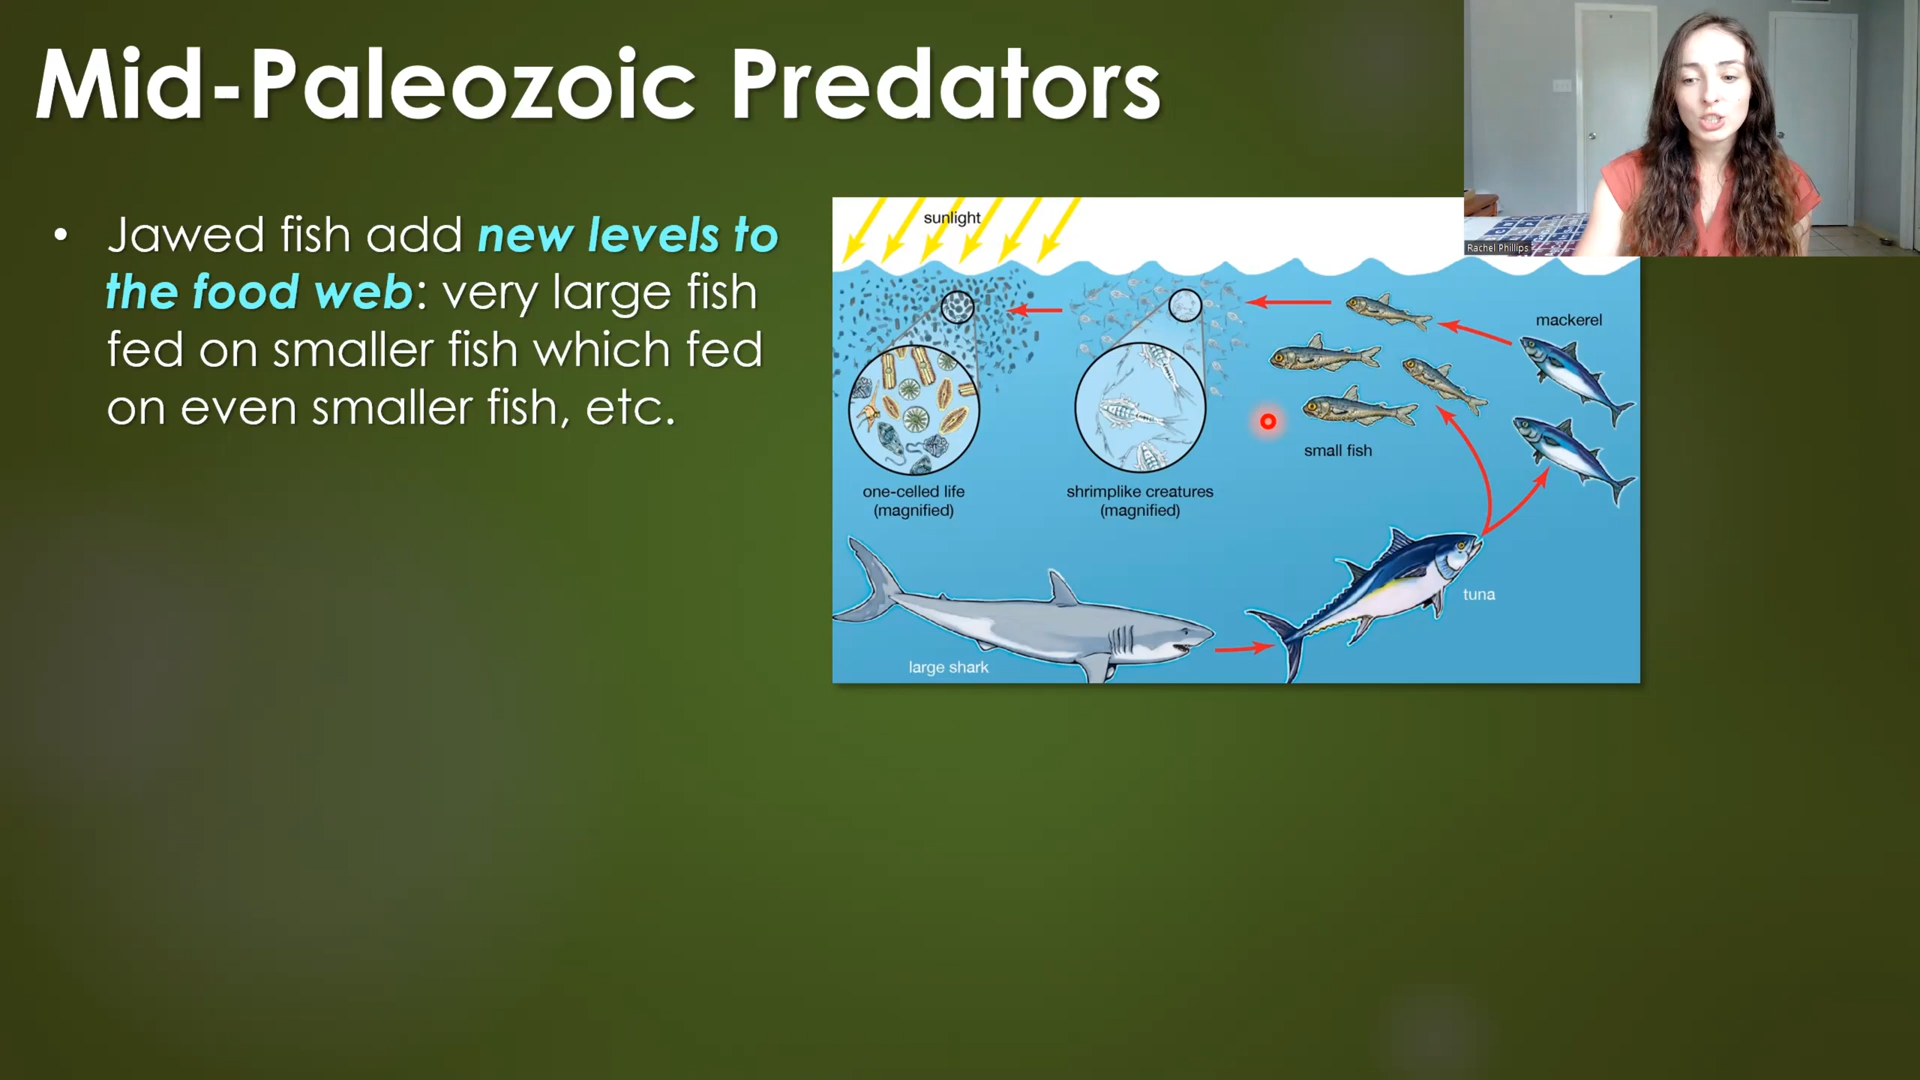 Mid-Paleozoic Predators
• Jawed fish add new levels to
the food web: very large fish
fed on smaller fish which fed
on even smaller fish, etc.
sunlight
mackerel
small fish
one-celled life
(magnified)
shrimplike creatures
(magnified)
tuna
large shark
Rachel Phillips